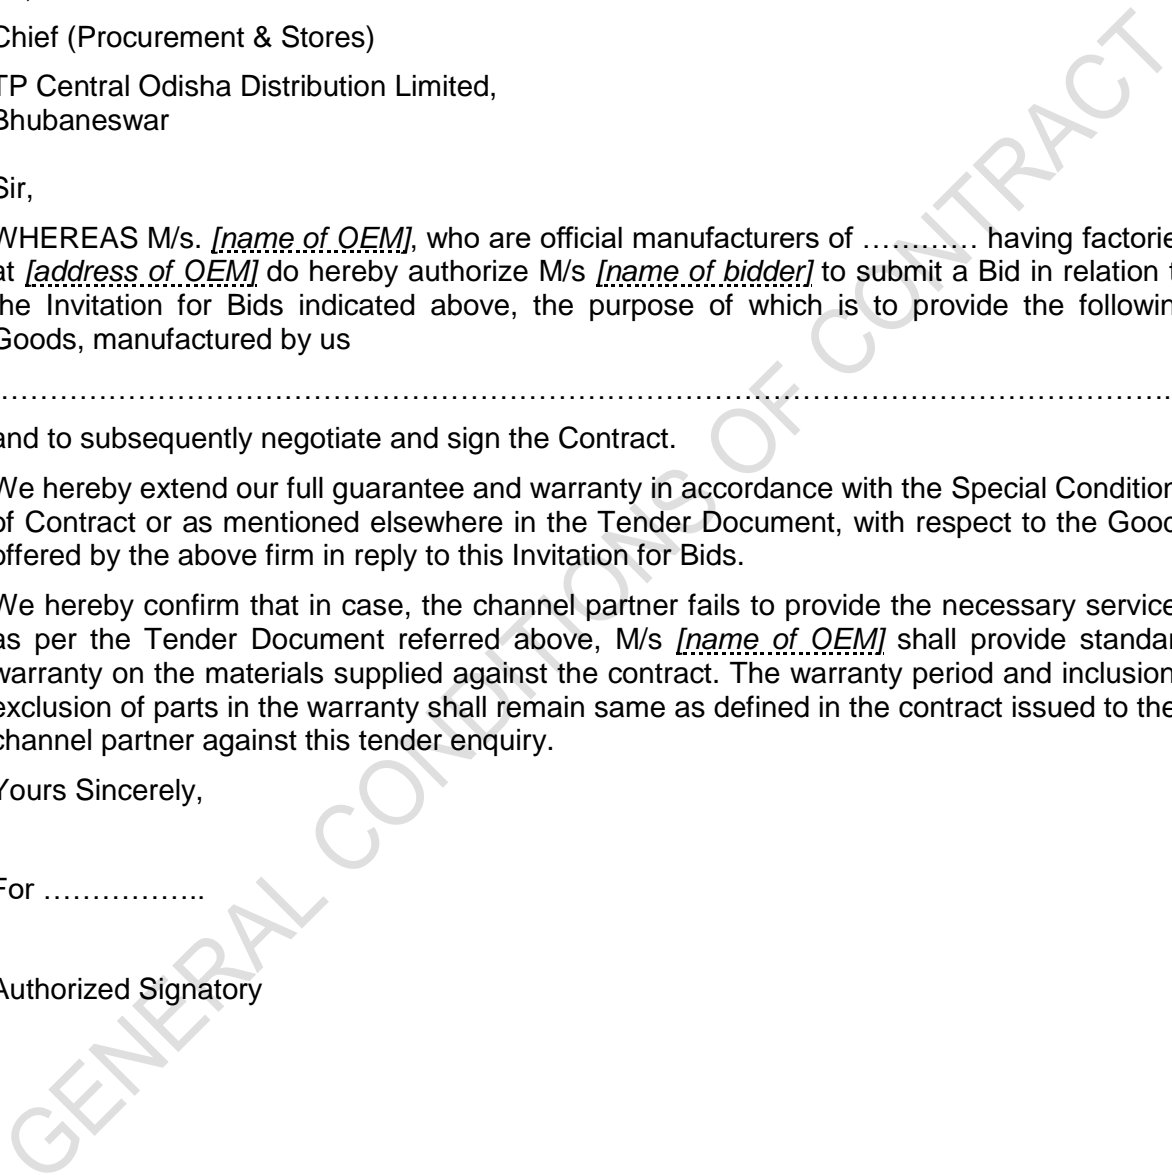 Chief (Procurement & Stores)
TP Central Odisha Distribution Limited,
Bhubaneswar
Sir,
WHEREAS M/s. [name of OEM], who are official manufacturers of ………… having factorie
at [address of OEM] do hereby authorize M/s [name of bidder] to submit a Bid in relation t
the Invitation for Bids indicated above, the purpose of which is to provide the followin
Goods, manufactured by us
……………………………………………………………………………………………………………..
and to subsequently negotiate and sign the Contract.
We hereby extend our full guarantee and warranty in accordance with the Special Condition
of Contract or as mentioned elsewhere in the Tender Document, with respect to the Good
offered by the above firm in reply to this Invitation for Bids.
We hereby confirm that in case, the channel partner fails to provide the necessary service
as per the Tender Document referred above, M/s [name of OEM] shall provide standar
warranty on the materials supplied against the contract. The warranty period and inclusion
exclusion of parts in the warranty shall remain same as defined in the contract issued to the
channel partner against this tender enquiry.
Yours Sincerely,
For ……………..
Authorized Signatory
GENERAL CONDITIONS OF CONTRACT